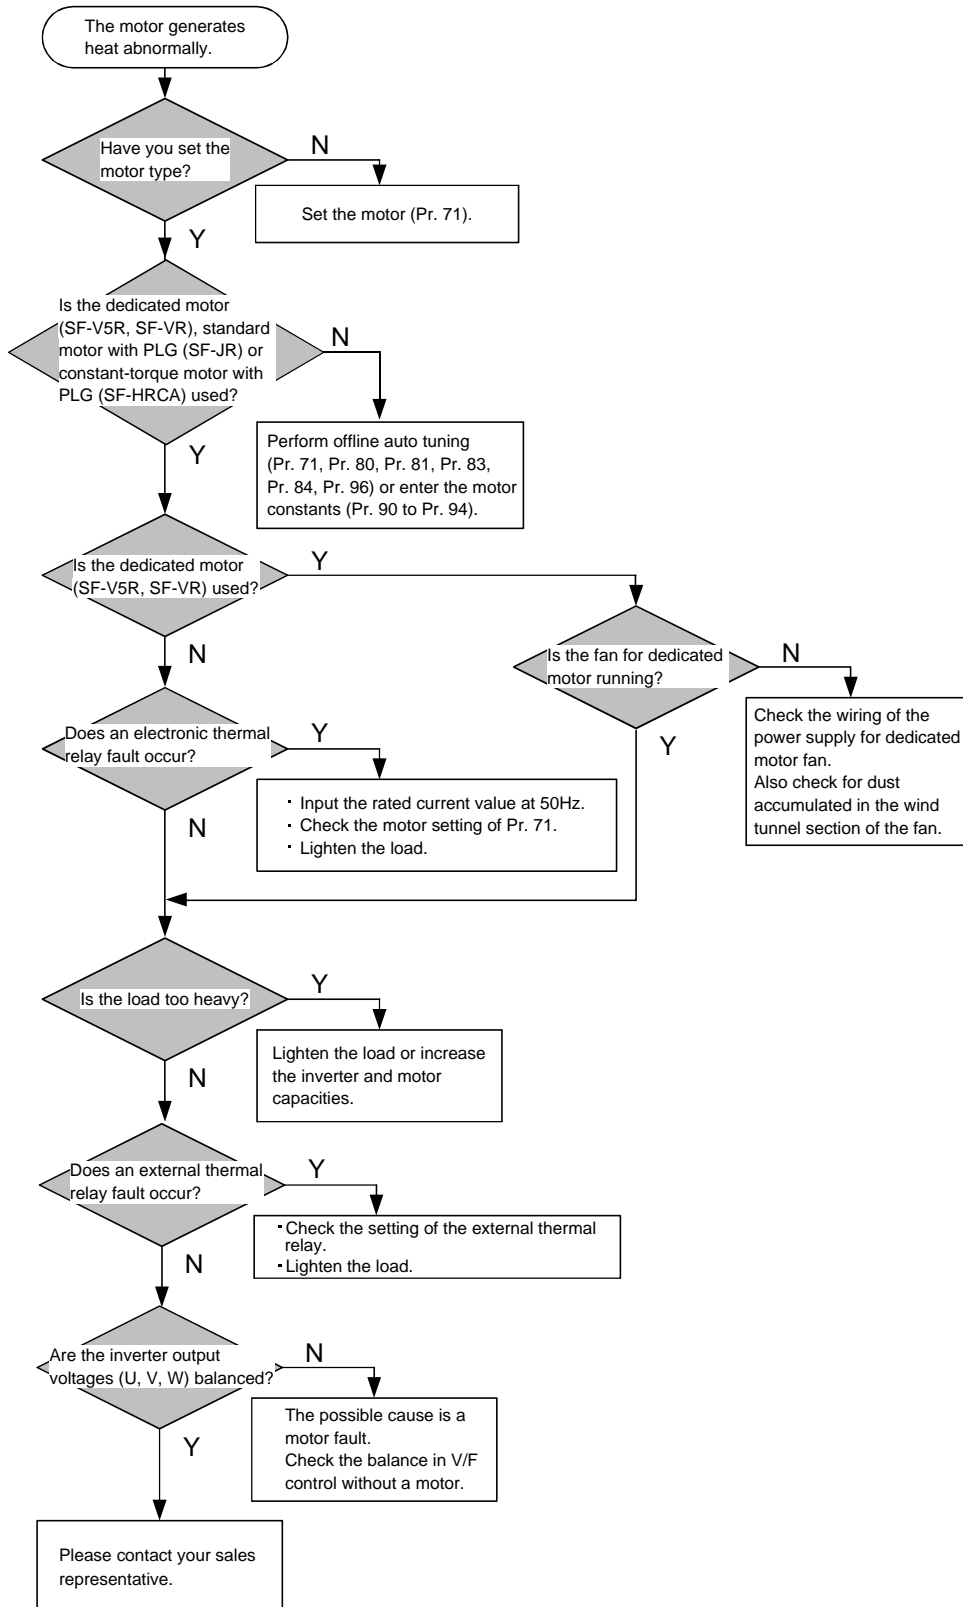 The motor generates
heat abnormally.
Have you set the
motor type?
N
Set the motor (Pr. 71).
Y
Is the dedicated motor
(SF-V5R, SF-VR), standard
motor with PLG (SF-JR) or
constant-torque motor with
PLG (SF-HRCA) used?
N
Perform offline auto tuning
(Pr. 71, Pr. 80, Pr. 81, Pr. 83,
Pr. 84, Pr. 96) or enter the motor
constants (Pr. 90 to Pr. 94).
Y
Is the dedicated motor
(SF-V5R, SF-VR) used?
Y
N
Is the fan for dedicated
motor running?
N
Check the wiring of the
power supply for dedicated
motor fan.
Also check for dust
accumulated in the wind
tunnel section of the fan.
Y
Does an electronic thermal
relay fault occur?
Y
· Input the rated current value at 50Hz.
· Check the motor setting of Pr. 71.
· Lighten the load.
N
Is the load too heavy?
Y
Lighten the load or increase
the inverter and motor
capacities.
N
Does an external thermal
relay fault occur?
Y
· Check the setting of the external thermal
relay.
· Lighten the load.
N
Are the inverter output
voltages (U, V, W) balanced?
N
The possible cause is a
motor fault.
Check the balance in V/F
control without a motor.
Y
Please contact your sales
representative.